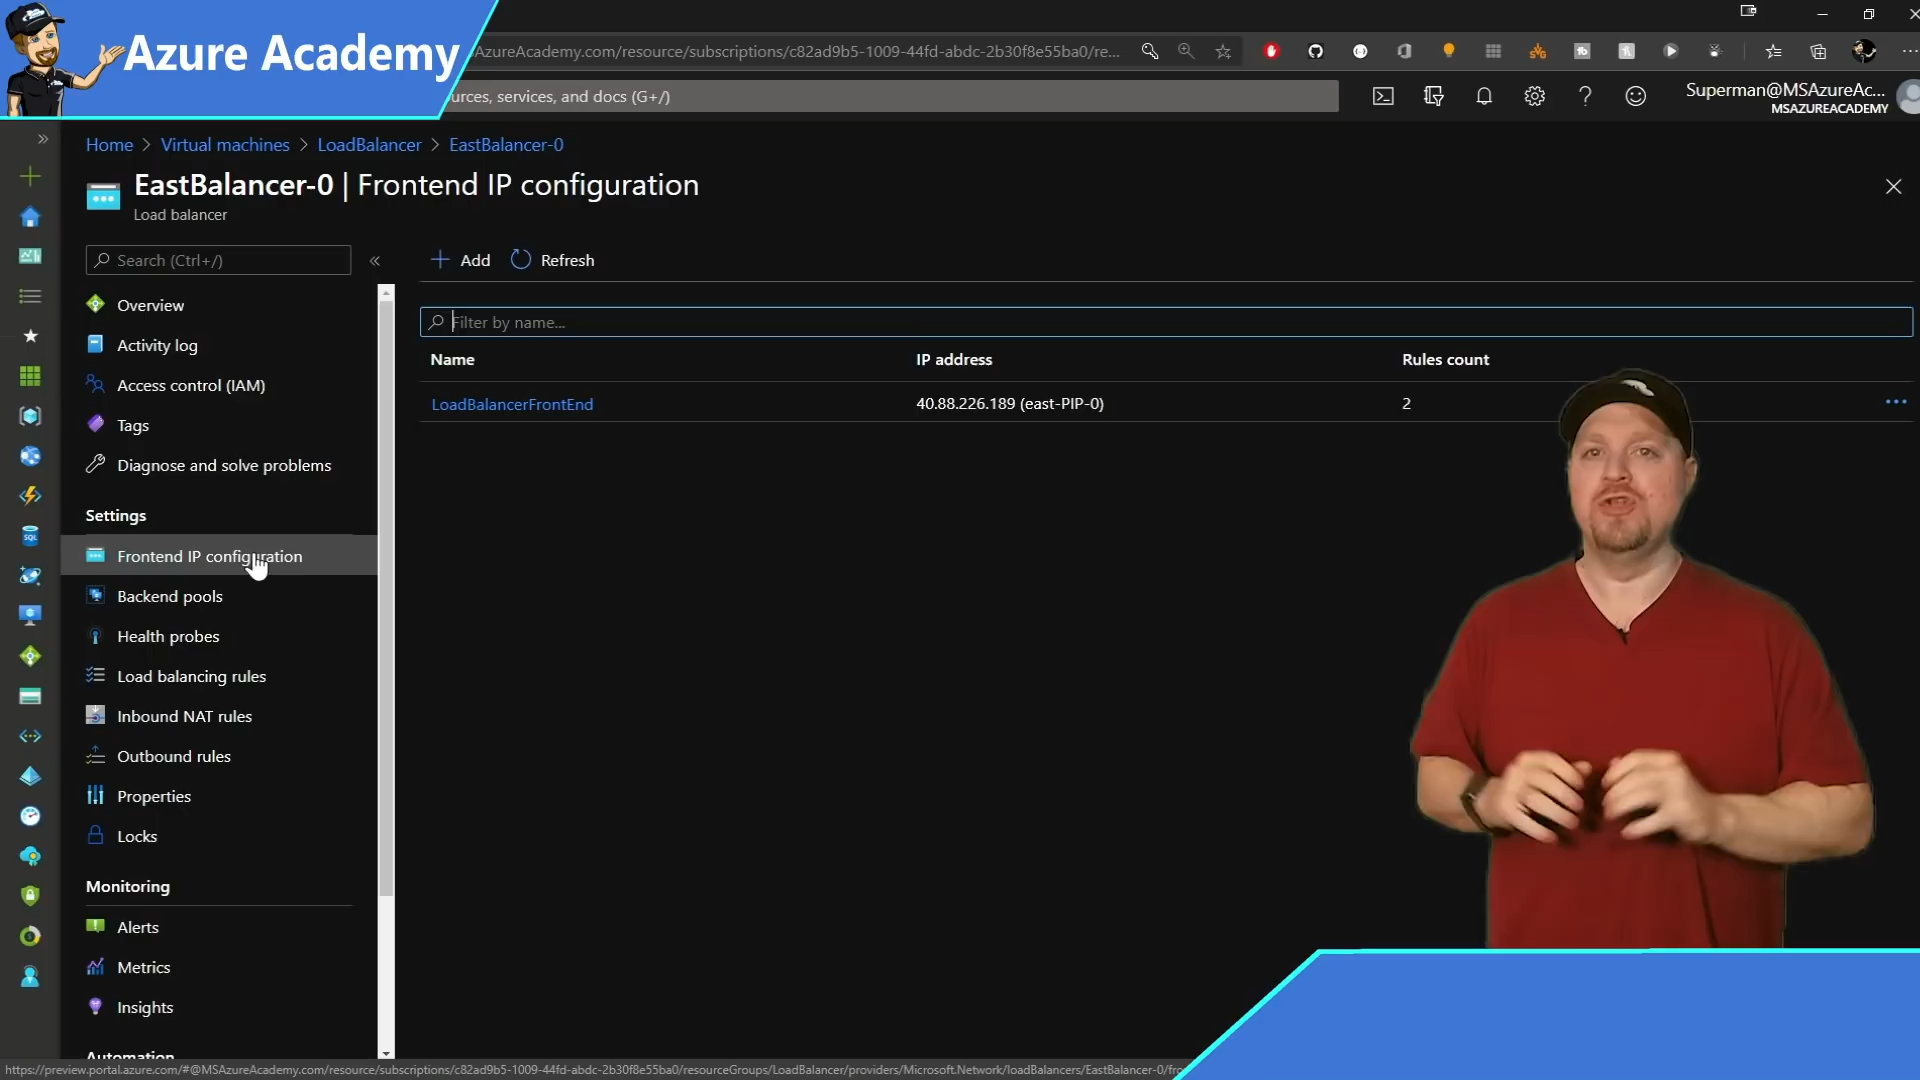 Azure Academy
AzureAcademy.com/resource/subscriptions/c82ad9b5-1009-44fd-abdc-2b30f8e55ba0/re...
urces, services, and docs (G+/)
Superman@MSAzureAc...
MSAZUREACADEMY
Home > Virtual machines > LoadBalancer > EastBalancer-0
EastBalancer-0 | Frontend IP configuration
Load balancer
Search (Ctrl+/)
«
Add
Refresh
Overview
Activity log
Access control (IAM)
Tags
Diagnose and solve problems
Settings
Frontend IP configuration
Backend pools
Health probes
Load balancing rules
Inbound NAT rules
Outbound rules
Properties
Locks
Monitoring
Alerts
Metrics
Insights
Automation
Filter by name...
Name IP address Rules count
LoadBalancerFrontEnd 40.88.226.189 (east-PIP-0) 2
SQL
https://preview.portal.azure.com/#@MSAzureAcademy.com/resource/subscriptions/c82ad9b5-1009-44fd-abdc-2b30f8e55ba0/resourceGroups/LoadBalancer/providers/Microsoft.Network/loadBalancers/EastBalancer-0/fro